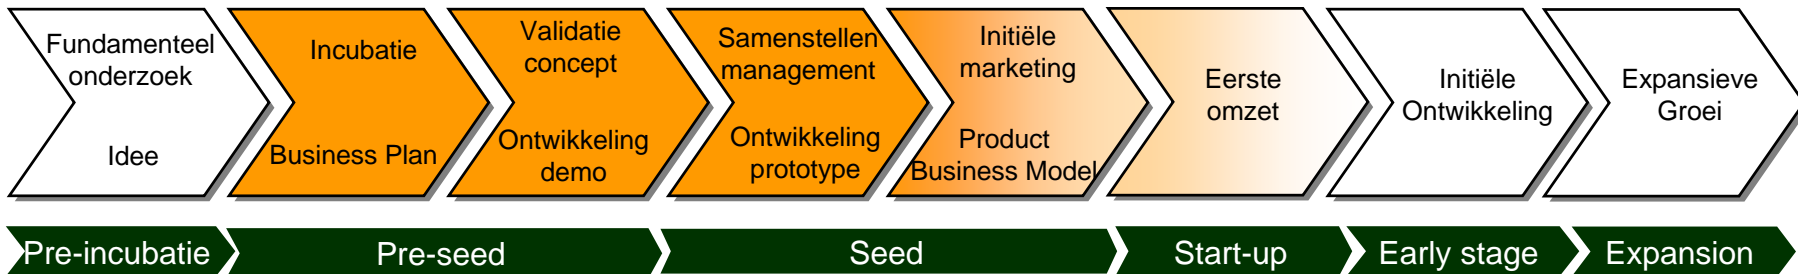 Fundamenteel
onderzoek
Idee
Incubatie
Business Plan
Validatie
concept
Ontwikkeling
demo
Samenstellen
management
Ontwikkeling
prototype
Initiële
marketing
Product
Business Model
Eerste
omzet
Initiële
Ontwikkeling
Expansieve
Groei
Pre-incubatie
Pre-seed
Seed
Start-up
Early stage
Expansion